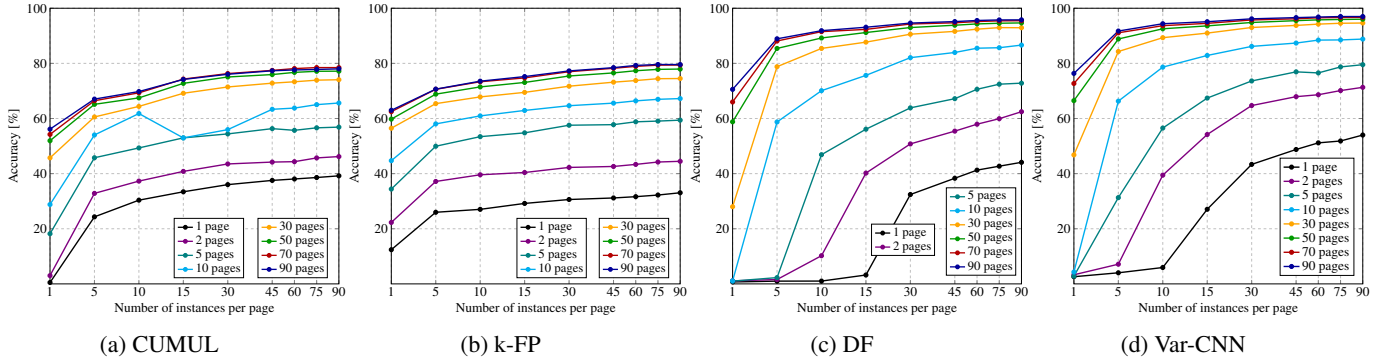 100
80
60
40
20
Accuracy [%]
1 5 10 15 30 45 60 75 90
Number of instances per page
1 page
2 pages
5 pages
10 pages
30 pages
50 pages
70 pages
90 pages
(a) CUMUL
100
80
60
40
20
Accuracy [%]
1 5 10 15 30 45 60 75 90
Number of instances per page
1 page
2 pages
5 pages
10 pages
30 pages
50 pages
70 pages
90 pages
(b) k-FP
100
80
60
40
20
Accuracy [%]
1 5 10 15 30 45 60 75 90
Number of instances per page
1 page
2 pages
5 pages
10 pages
30 pages
50 pages
70 pages
90 pages
(c) DF
100
80
60
40
20
Accuracy [%]
1 5 10 15 30 45 60 75 90
Number of instances per page
1 page
2 pages
5 pages
10 pages
30 pages
50 pages
70 pages
90 pages
(d) Var-CNN